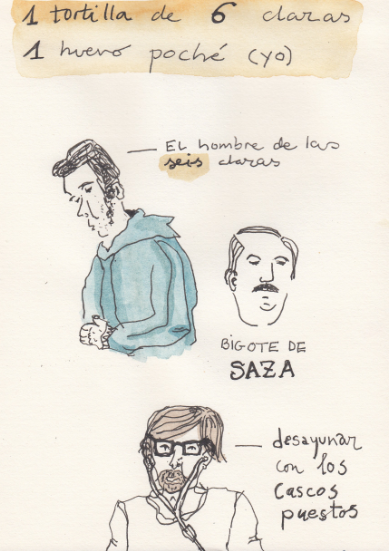 1 tortilla de 6 claras
1 huevo poché (yo)
El hombre de las
seis claras
BIGOTE DE
SAZA
desayunar
con los
cascos
puestos